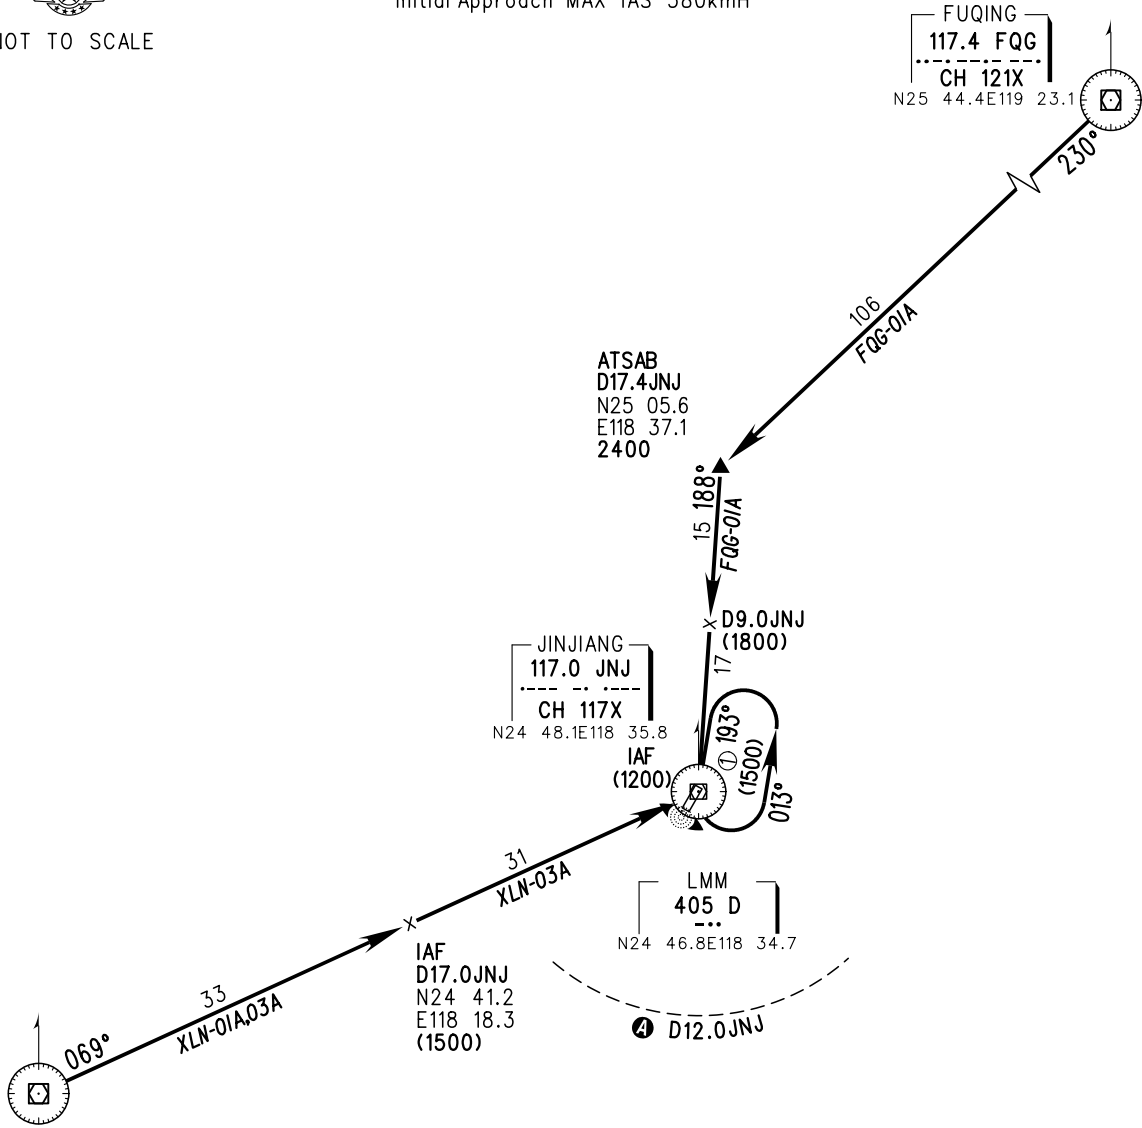 Initial Approach MAX IAS 380kmH
NOT TO SCALE
FUQING
117.4 FQG
CH 121X
N25 44.4E119 23.1
230°
106
FQG-01A
ATSAB
D17.4JNJ
N25 05.6
E118 37.1
2400
188°
15
FQG-01A
D9.0JNJ
(1800)
17
JINJIANG
117.0 JNJ
CH 117X
N24 48.1E118 35.8
IAF
(1200)
① 193°
(1500)
013°
31
XLN-03A
LMM
405 D
N24 46.8E118 34.7
IAF
D17.0JNJ
N24 41.2
E118 18.3
(1500)
33
XLN-01A,03A
069°
A D12.0JNJ